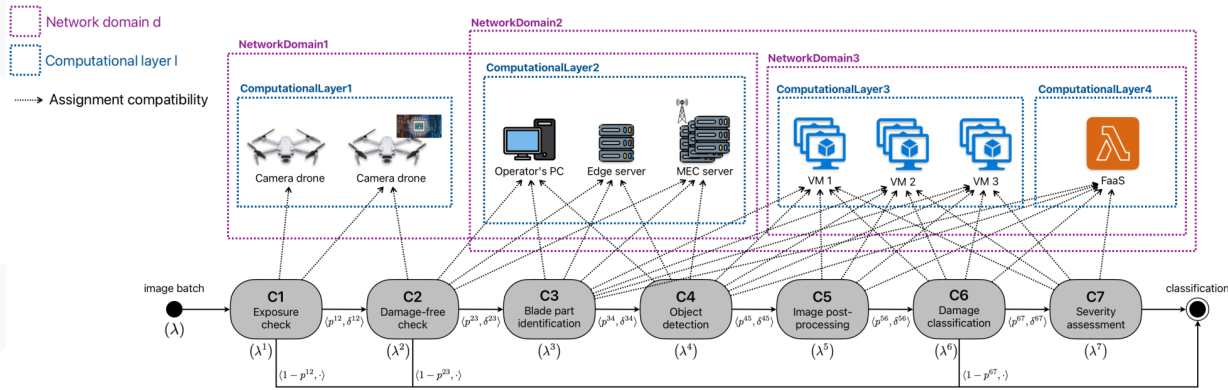 Network domain d
Computational layer l
Assignment compatibility
NetworkDomain2
NetworkDomain1
NetworkDomain3
ComputationalLayer1
ComputationalLayer2
ComputationalLayer3
ComputationalLayer4
Camera drone
Camera drone
Operator's PC
Edge server
MEC server
VM 1
VM 2
VM 3
FaaS
image batch
(λ)
C1
Exposure
check
(λ¹)
⟨p¹², δ¹²⟩
C2
Damage-free
check
(λ²)
⟨p²³, δ²³⟩
C3
Blade part
identification
(λ³)
⟨p³⁴, δ³⁴⟩
C4
Object
detection
(λ⁴)
⟨p⁴⁵, δ⁴⁵⟩
C5
Image post-
processing
(λ⁵)
⟨p⁵⁶, δ⁵⁶⟩
C6
Damage
classification
(λ⁶)
⟨p⁶⁷, δ⁶⁷⟩
C7
Severity
assessment
(λ⁷)
classification
⟨1 − p¹², ·⟩
⟨1 − p²³, ·⟩
⟨1 − p⁶⁷, ·⟩